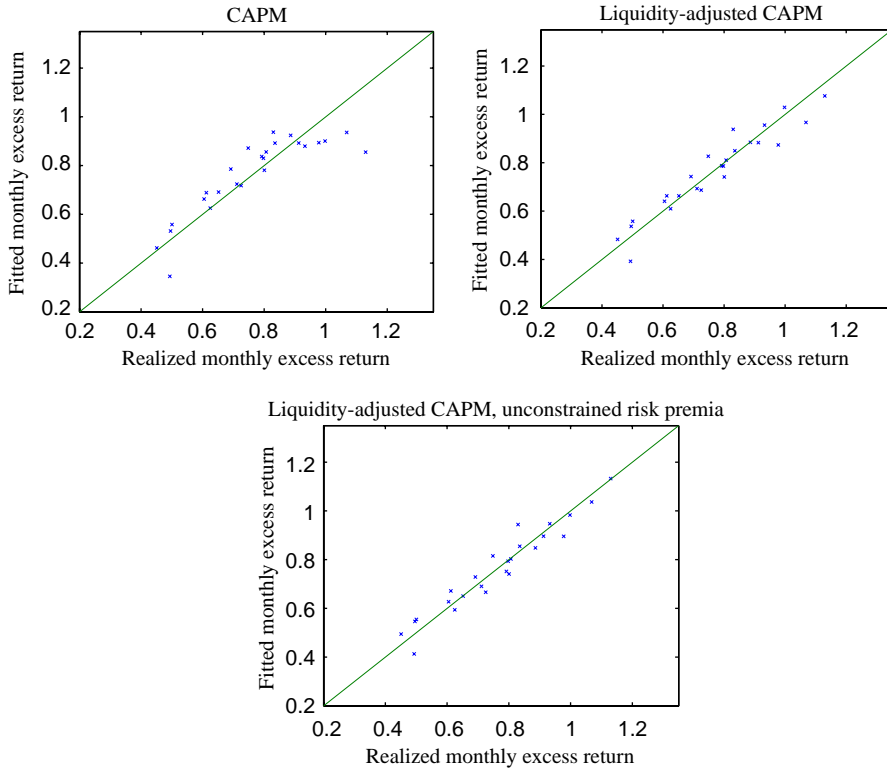 CAPM
1.2
1
0.8
0.6
0.4
0.2
Fitted monthly excess return
0.2 0.4 0.6 0.8 1 1.2
Realized monthly excess return
Liquidity-adjusted CAPM
1.2
1
0.8
0.6
0.4
0.2
Fitted monthly excess return
0.2 0.4 0.6 0.8 1 1.2
Realized monthly excess return
Liquidity-adjusted CAPM, unconstrained risk premia
1.2
1
0.8
0.6
0.4
0.2
Fitted monthly excess return
0.2 0.4 0.6 0.8 1 1.2
Realized monthly excess return